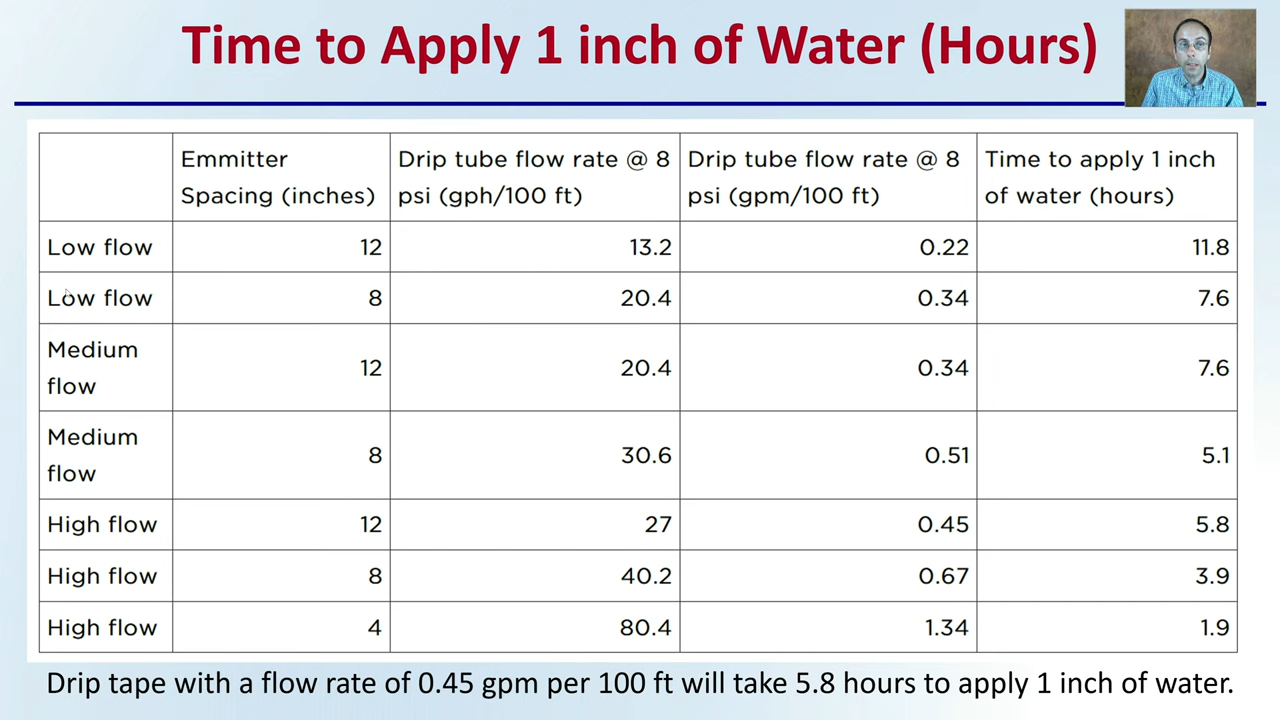 Time to Apply 1 inch of Water (Hours)
Emmitter Spacing (inches) Drip tube flow rate @ 8 psi (gph/100 ft) Drip tube flow rate @ 8 psi (gpm/100 ft) Time to apply 1 inch of water (hours)
Low flow 12 13.2 0.22 11.8
Low flow 8 20.4 0.34 7.6
Medium flow 12 20.4 0.34 7.6
Medium flow 8 30.6 0.51 5.1
High flow 12 27 0.45 5.8
High flow 8 40.2 0.67 3.9
High flow 4 80.4 1.34 1.9
Drip tape with a flow rate of 0.45 gpm per 100 ft will take 5.8 hours to apply 1 inch of water.